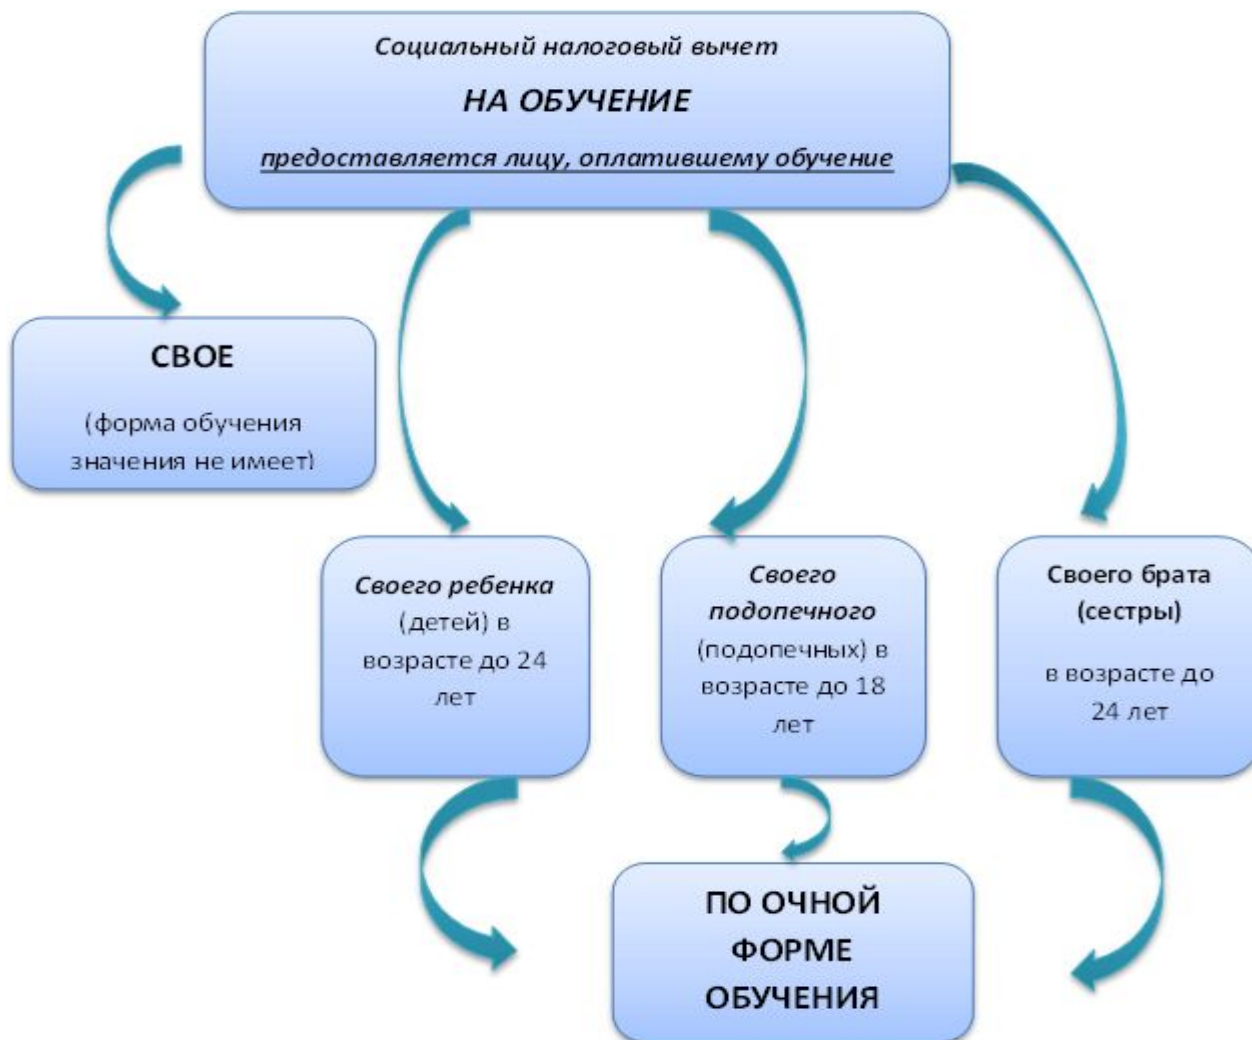 Социальный налоговый вычет
НА ОБУЧЕНИЕ
предоставляется лицу, оплатившему обучение
СВОЕ
(форма обучения
значения не имеет)
Своего ребенка
(детей) в
возрасте до 24
лет
Своего
подопечного
(подопечных) в
возрасте до 18
лет
Своего брата
(сестры)
в возрасте до
24 лет
ПО ОЧНОЙ
ФОРМЕ
ОБУЧЕНИЯ